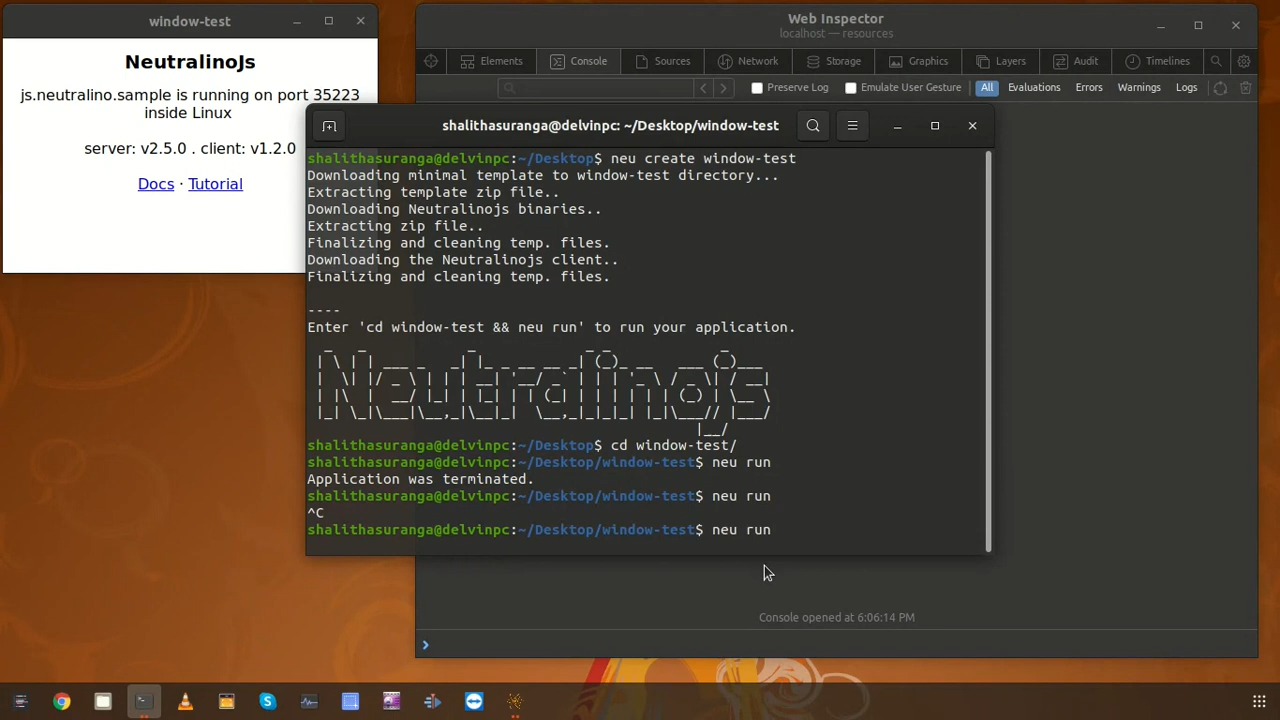 window-test
NeutralinoJs
js.neutralino.sample is running on port 35223
inside Linux
server: v2.5.0 . client: v1.2.0
Docs · Tutorial
Web Inspector
localhost — resources
Elements
Console
Sources
Network
Storage
Graphics
Layers
Audit
Timelines
Preserve Log
Emulate User Gesture
All
Evaluations
Errors
Warnings
Logs
shalithasuranga@delvinpc: ~/Desktop/window-test
shalithasuranga@delvinpc:~/Desktop$ neu create window-test
Downloading minimal template to window-test directory...
Extracting template zip file..
Downloading Neutralinojs binaries..
Extracting zip file..
Finalizing and cleaning temp. files.
Downloading the Neutralinojs client..
Finalizing and cleaning temp. files.
----
Enter 'cd window-test && neu run' to run your application.
Neutralinojs
shalithasuranga@delvinpc:~/Desktop$ cd window-test/
shalithasuranga@delvinpc:~/Desktop/window-test$ neu run
Application was terminated.
shalithasuranga@delvinpc:~/Desktop/window-test$ neu run
^C
shalithasuranga@delvinpc:~/Desktop/window-test$ neu run
Console opened at 6:06:14 PM